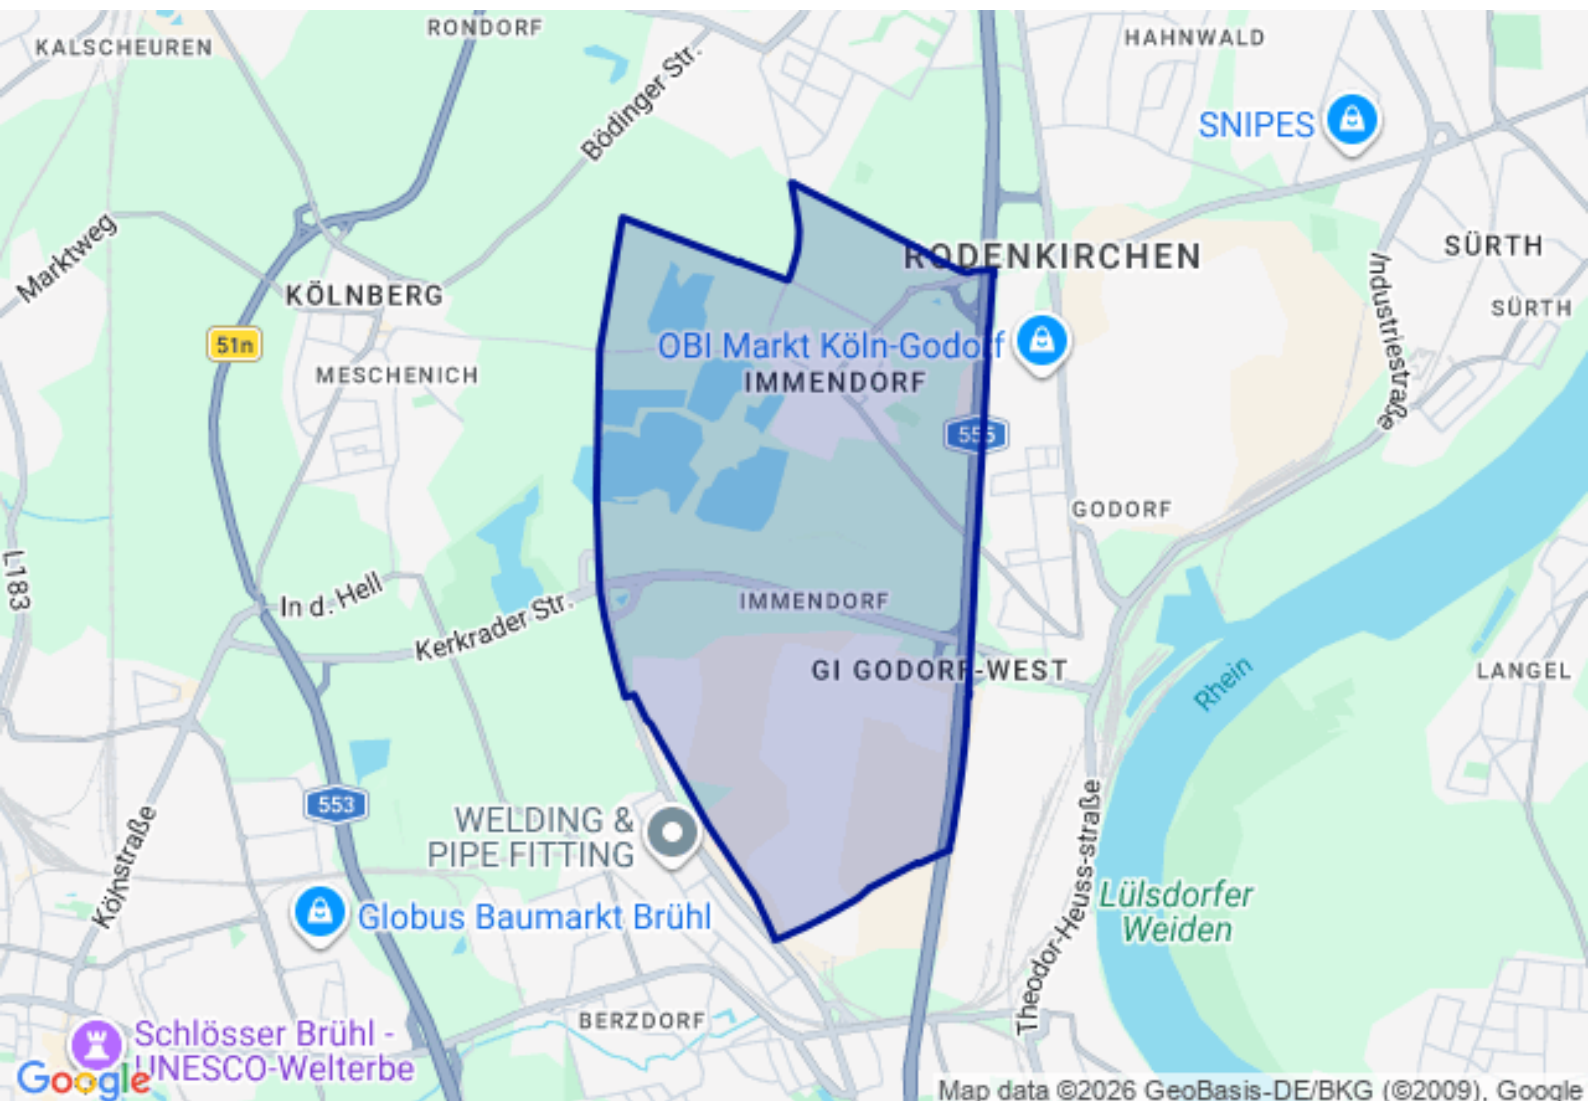 RONDORF
HAHNWALD
KALSCHEUREN
Bödinger Str.
SNIPES
Marktweg
RODENKIRCHEN
SÜRTH
Industriestraße
KÖLNBERG
SÜRTH
51n
OBI Markt Köln-Godorf
MESCHENICH
IMMENDORF
555
GODORF
L183
In d. Hell
IMMENDORF
Kerkrader Str.
GI GODORF-WEST
LANGEL
Rhein
553
WELDING &
PIPE FITTING
Kölnstraße
Theodor-Heuss-straße
Lülsdorfer
Weiden
Globus Baumarkt Brühl
BERZDORF
Schlösser Brühl -
UNESCO-Welterbe
Google
Map data ©2026 GeoBasis-DE/BKG (©2009), Google